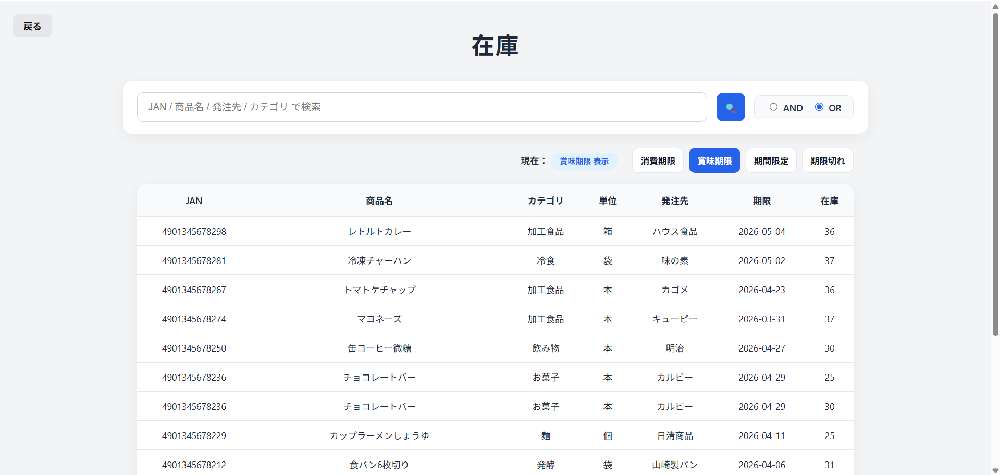 戻る
在庫
JAN / 商品名 / 発注先 / カテゴリ で検索
AND OR
現在： 賞味期限 表示 消費期限 賞味期限 期間限定 期限切れ
JAN 商品名 カテゴリ 単位 発注先 期限 在庫
4901345678298 レトルトカレー 加工食品 箱 ハウス食品 2026-05-04 36
4901345678281 冷凍チャーハン 冷食 袋 味の素 2026-05-02 37
4901345678267 トマトケチャップ 加工食品 本 カゴメ 2026-04-23 36
4901345678274 マヨネーズ 加工食品 本 キューピー 2026-03-31 37
4901345678250 缶コーヒー微糖 飲み物 本 明治 2026-04-27 30
4901345678236 チョコレートバー お菓子 本 カルビー 2026-04-29 25
4901345678236 チョコレートバー お菓子 本 カルビー 2026-04-29 30
4901345678229 カップラーメンしょうゆ 麺 個 日清商品 2026-04-11 25
4901345678212 食パン6枚切り 発酵 袋 山崎製パン 2026-04-06 31